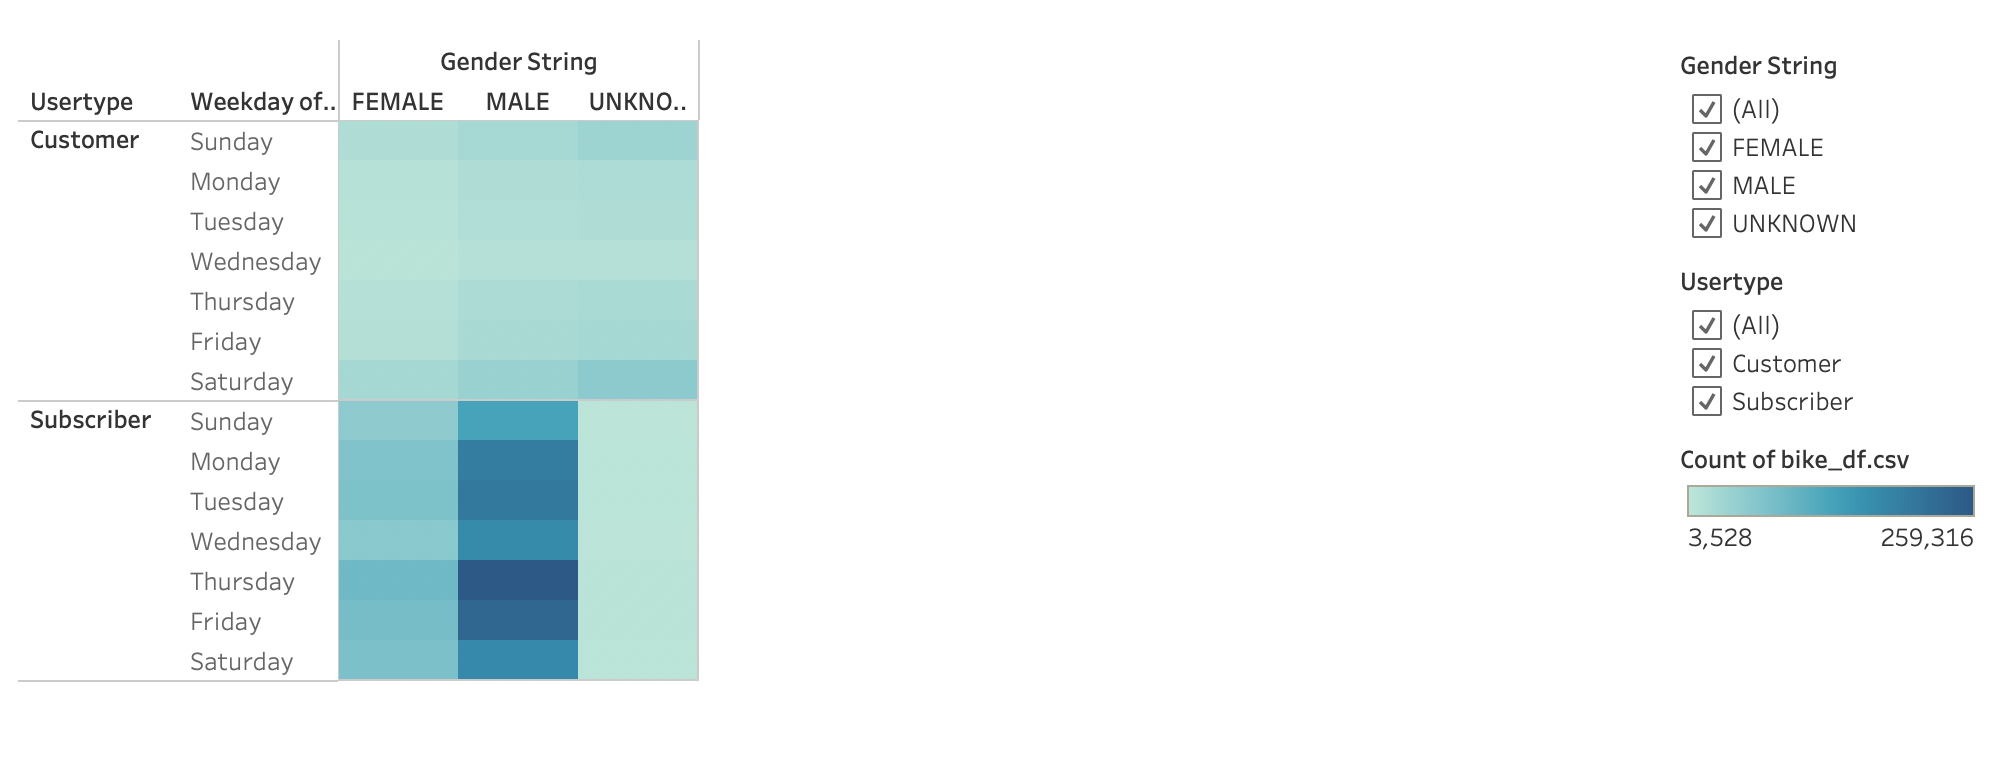 Gender String
Usertype Weekday of.. FEMALE MALE UNKNO..
Customer Sunday
Monday
Tuesday
Wednesday
Thursday
Friday
Saturday
Subscriber Sunday
Monday
Tuesday
Wednesday
Thursday
Friday
Saturday
Gender String
(All)
FEMALE
MALE
UNKNOWN
Usertype
(All)
Customer
Subscriber
Count of bike_df.csv
3,528 259,316